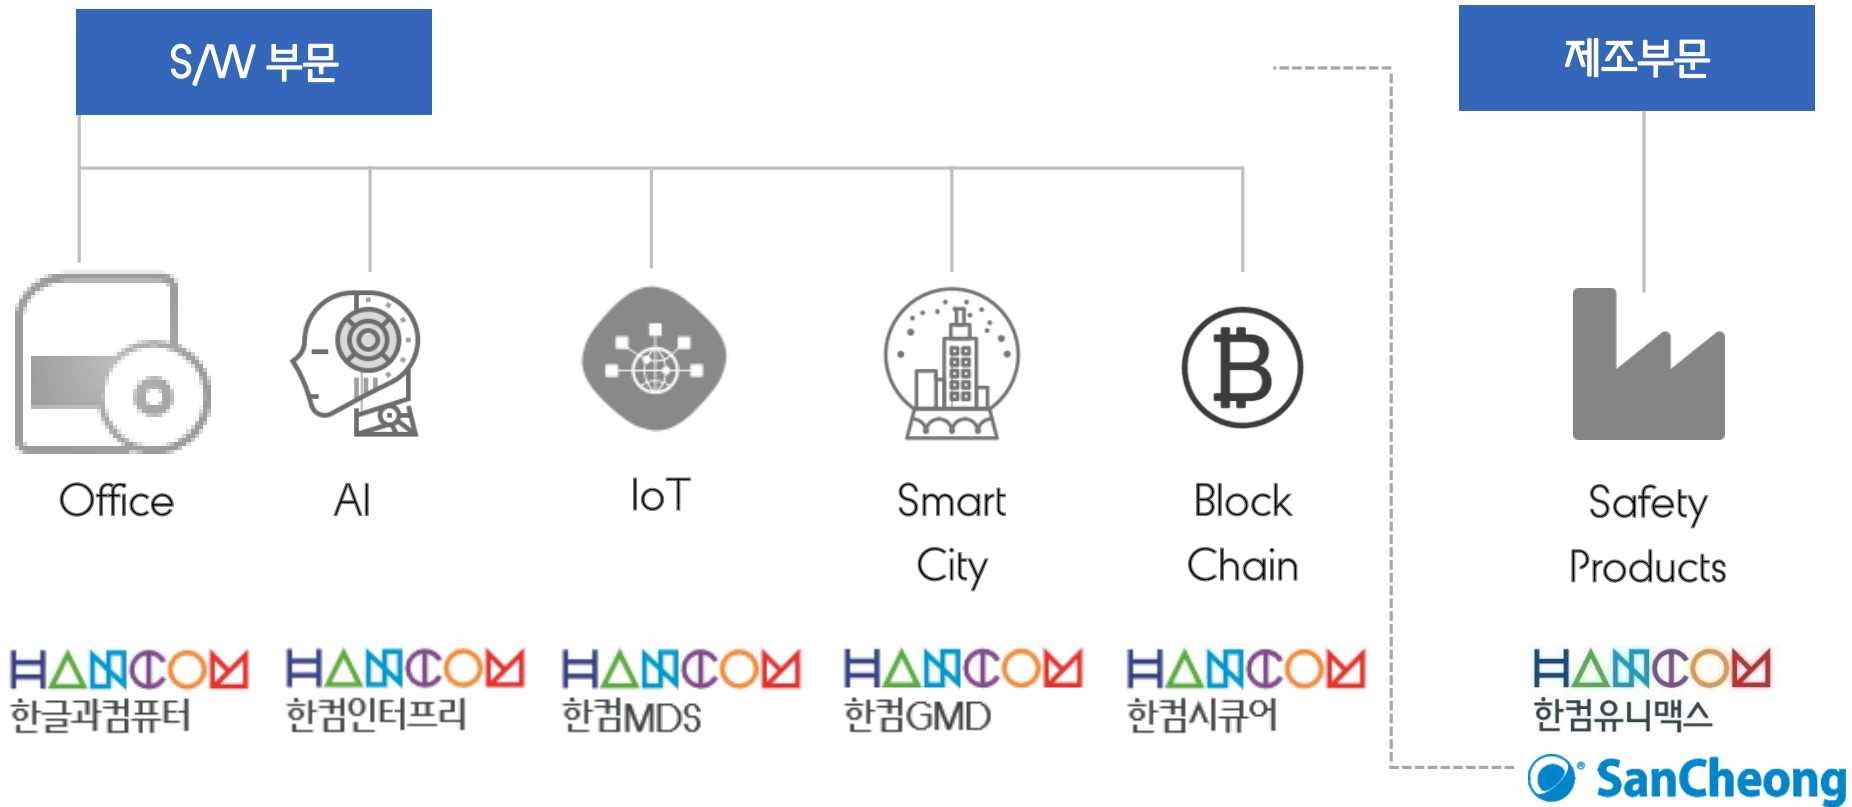 S/W 부문
제조부문
Office
AI
IoT
Smart
City
Block
Chain
Safety
Products
HANCOM
한글과컴퓨터
HANCOM
한컴인터프리
HANCOM
한컴MDS
HANCOM
한컴GMD
HANCOM
한컴시큐어
HANCOM
한컴유니맥스
® SanCheong